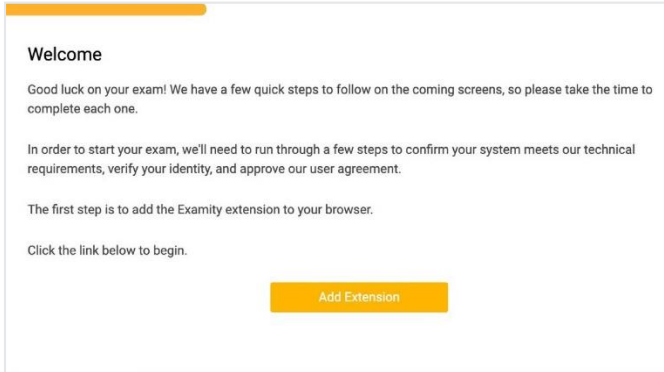 Welcome
Good luck on your exam! We have a few quick steps to follow on the coming screens, so please take the time to
complete each one.
In order to start your exam, we'll need to run through a few steps to confirm your system meets our technical
requirements, verify your identity, and approve our user agreement.
The first step is to add the Examity extension to your browser.
Click the link below to begin.
Add Extension